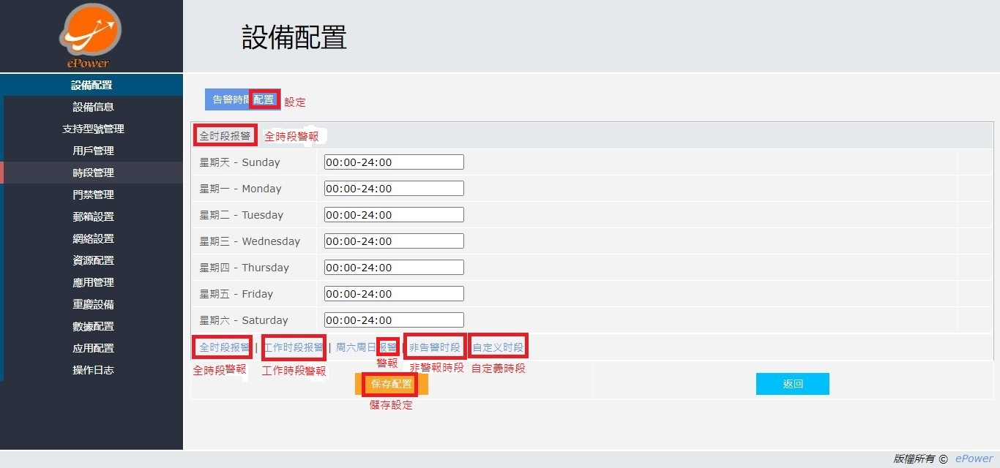 ePower
設備配置
設備配置
設備信息
支持型號管理
用戶管理
時段管理
門禁管理
郵箱設置
網絡設置
資源配置
應用管理
重慶設備
數據配置
应用配置
操作日志
告警時間配置 設定
全时段报警 全時段警報
星期天 - Sunday 00:00-24:00
星期一 - Monday 00:00-24:00
星期二 - Tuesday 00:00-24:00
星期三 - Wednesday 00:00-24:00
星期四 - Thursday 00:00-24:00
星期五 - Friday 00:00-24:00
星期六 - Saturday 00:00-24:00
全时段报警 | 工作时段报警 | 周六周日报警 | 非告警时段 自定义时段
全時段警報 工作時段警報 警報 非警報時段 自定義時段
保存配置 返回
儲存設定
版權所有 © ePower